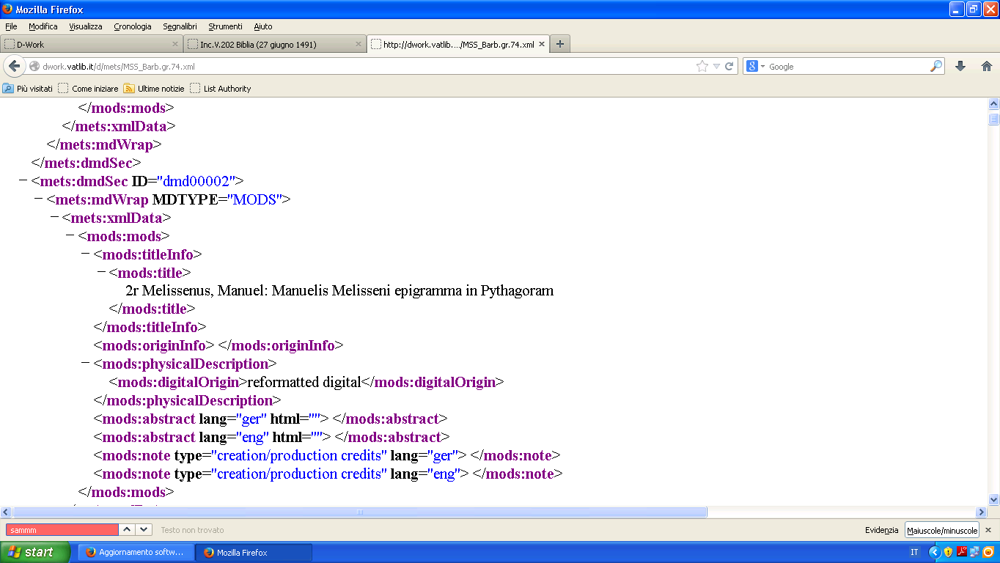 Mozilla Firefox
File Modifica Visualizza Cronologia Segnalibri Strumenti Aiuto
D-Work × Inc.V.202 Biblia (27 giugno 1491) × http://dwork.vatlib.…/MSS_Barb.gr.74.xml × +
dwork.vatlib.it/d/mets/MSS_Barb.gr.74.xml Google
Più visitati Come iniziare Ultime notizie List Authority
</mods:mods>
</mets:xmlData>
</mets:mdWrap>
</mets:dmdSec>
− <mets:dmdSec ID="dmd00002">
− <mets:mdWrap MDTYPE="MODS">
− <mets:xmlData>
− <mods:mods>
− <mods:titleInfo>
− <mods:title>
2r Melissenus, Manuel: Manuelis Melisseni epigramma in Pythagoram
</mods:title>
</mods:titleInfo>
<mods:originInfo> </mods:originInfo>
− <mods:physicalDescription>
<mods:digitalOrigin>reformatted digital</mods:digitalOrigin>
</mods:physicalDescription>
<mods:abstract lang="ger" html=""> </mods:abstract>
<mods:abstract lang="eng" html=""> </mods:abstract>
<mods:note type="creation/production credits" lang="ger"> </mods:note>
<mods:note type="creation/production credits" lang="eng"> </mods:note>
</mods:mods>
sammm Testo non trovato Evidenzia Maiuscole/minuscole ×
start Aggiornamento softw... Mozilla Firefox IT